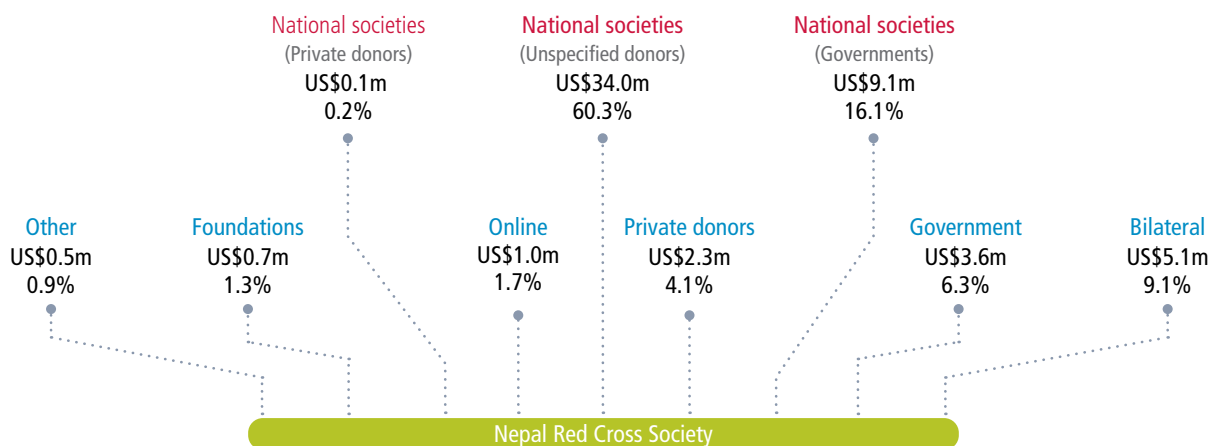 National societies
(Private donors)
US$0.1m
0.2%
National societies
(Unspecified donors)
US$34.0m
60.3%
National societies
(Governments)
US$9.1m
16.1%
Other
US$0.5m
0.9%
Foundations
US$0.7m
1.3%
Online
US$1.0m
1.7%
Private donors
US$2.3m
4.1%
Government
US$3.6m
6.3%
Bilateral
US$5.1m
9.1%
Nepal Red Cross Society